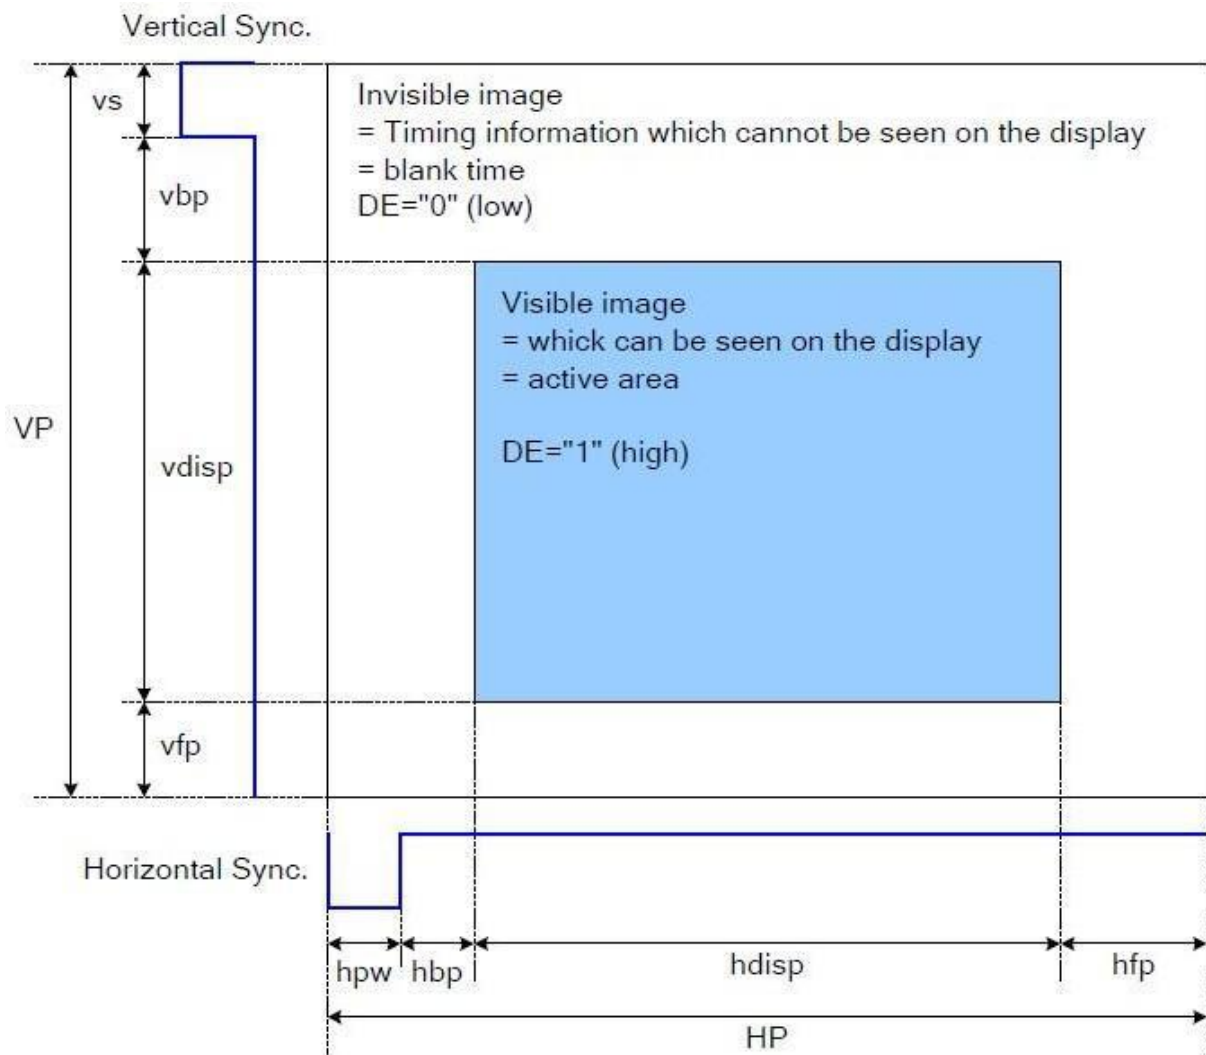 Vertical Sync.
vs
Invisible image
= Timing information which cannot be seen on the display
= blank time
DE="0" (low)
vbp
Visible image
= whick can be seen on the display
= active area
DE="1" (high)
VP
vdisp
vfp
Horizontal Sync.
hpw
hbp
hdisp
hfp
HP